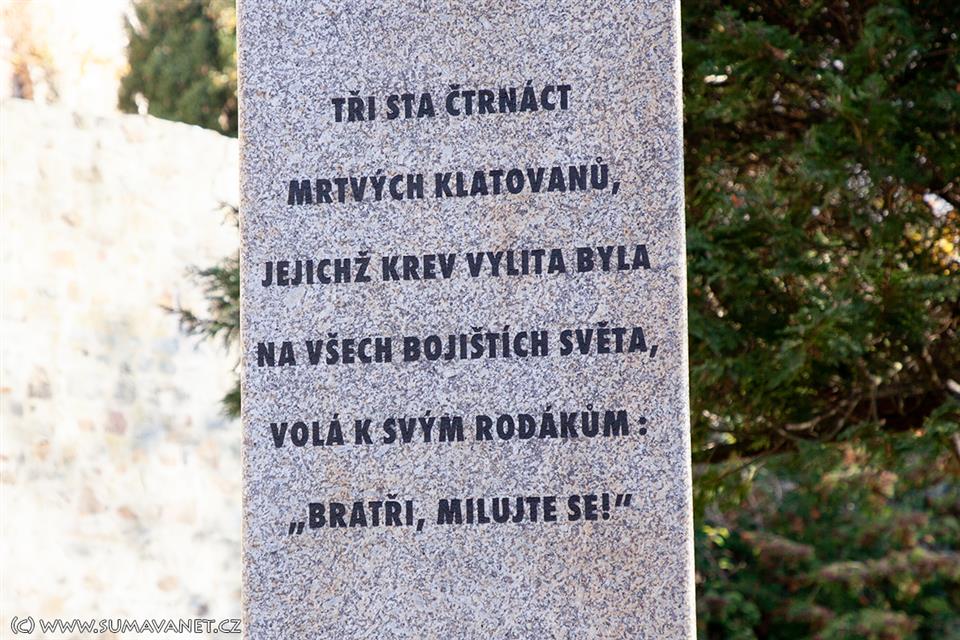 TŘI STA ČTRNÁCT
MRTVÝCH KLATOVANŮ,
JEJICHŽ KREV VYLITA BYLA
NA VŠECH BOJIŠTÍCH SVĚTA,
VOLÁ K SVÝM RODÁKŮM :
„BRATŘI, MILUJTE SE!“
(C) WWW.SUMAVANET.CZ